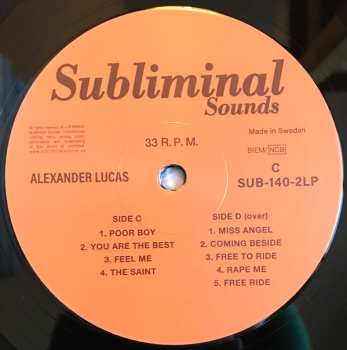 Subliminal
Sounds
33 R.P.M.
Made in Sweden
BIEM/NCB
ALEXANDER LUCAS
C
SUB-140-2LP
SIDE C
1. POOR BOY
2. YOU ARE THE BEST
3. FEEL ME
4. THE SAINT
SIDE D (over)
1. MISS ANGEL
2. COMING BESIDE
3. FREE TO RIDE
4. RAPE ME
5. FREE RIDE